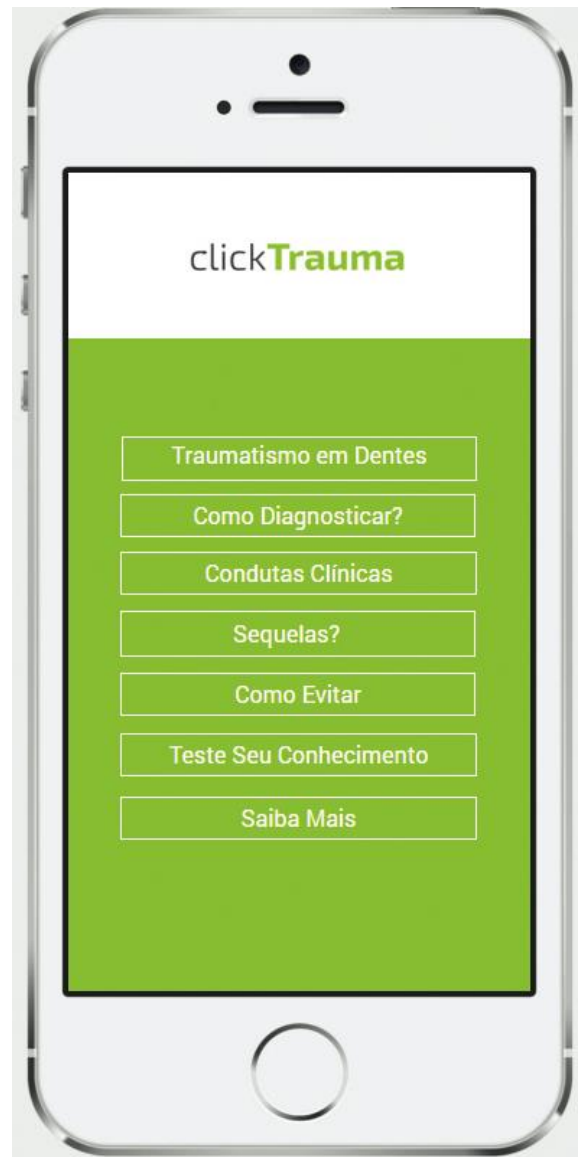 clickTrauma
Traumatismo em Dentes
Como Diagnosticar?
Condutas Clínicas
Sequelas?
Como Evitar
Teste Seu Conhecimento
Saiba Mais